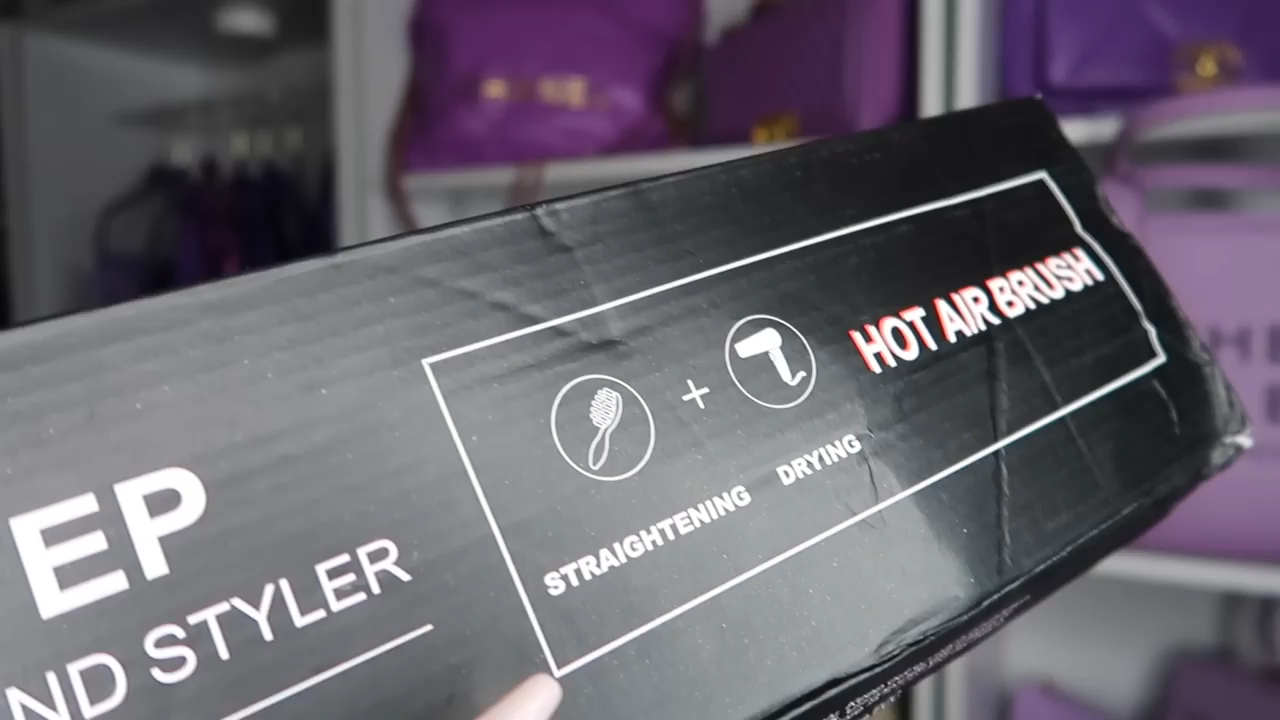 EP
ND STYLER
STRAIGHTENING + DRYING
HOT AIR BRUSH